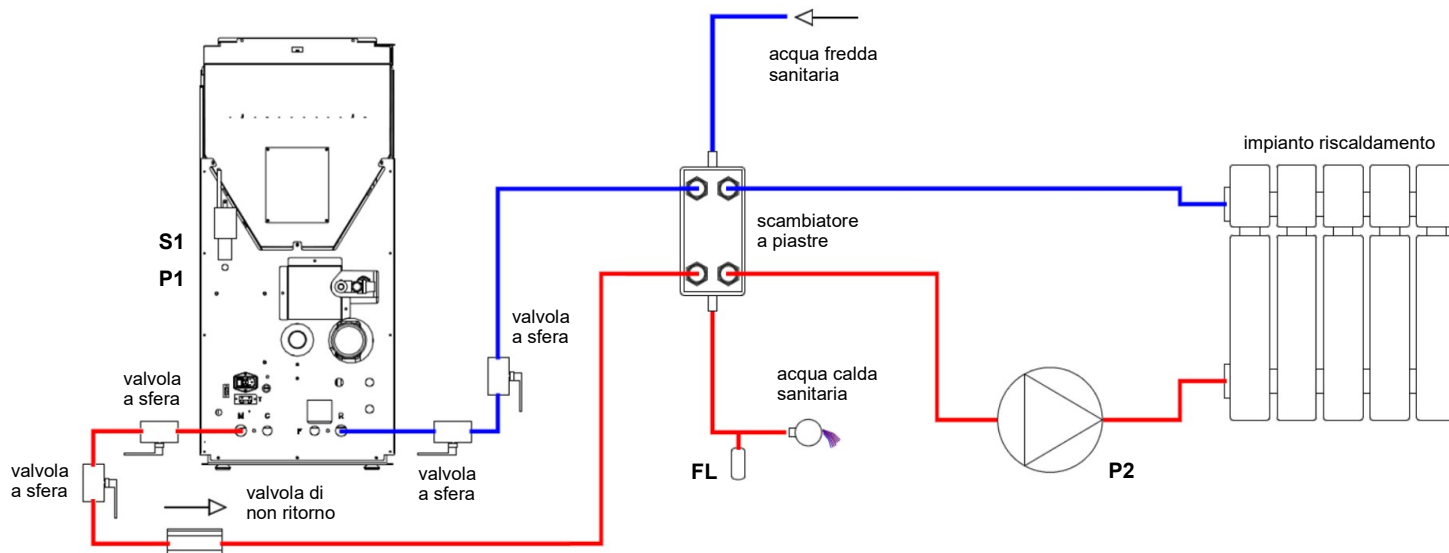 acqua fredda
sanitaria
impianto riscaldamento
scambiatore
a piastre
S1
P1
valvola
a sfera
valvola
a sfera
acqua calda
sanitaria
M
C
F
R
T
valvola
a sfera
valvola
a sfera
FL
P2
valvola di
non ritorno